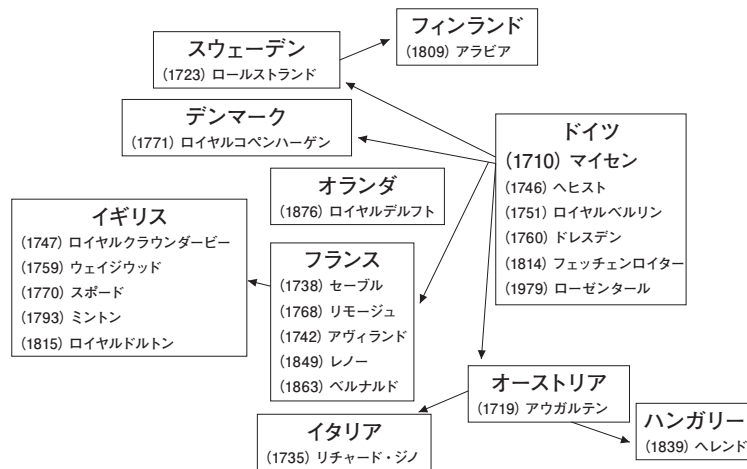 フィンランド
(1809) アラビア
スウェーデン
(1723) ロールストランド
デンマーク
(1771) ロイヤルコペンハーゲン
ドイツ
(1710) マイセン
(1746) ヘヒスト
(1751) ロイヤルベルリン
(1760) ドレスデン
(1814) フェッチェンロイター
(1979) ローゼンタール
オランダ
(1876) ロイヤルデルフト
イギリス
(1747) ロイヤルクラウンダービー
(1759) ウェイジウッド
(1770) スポード
(1793) ミントン
(1815) ロイヤルドルトン
フランス
(1738) セーブル
(1768) リモージュ
(1742) アヴィランド
(1849) レノー
(1863) ベルナルド
オーストリア
(1719) アウガルテン
ハンガリー
(1839) ヘレンド
イタリア
(1735) リチャード・ジノ